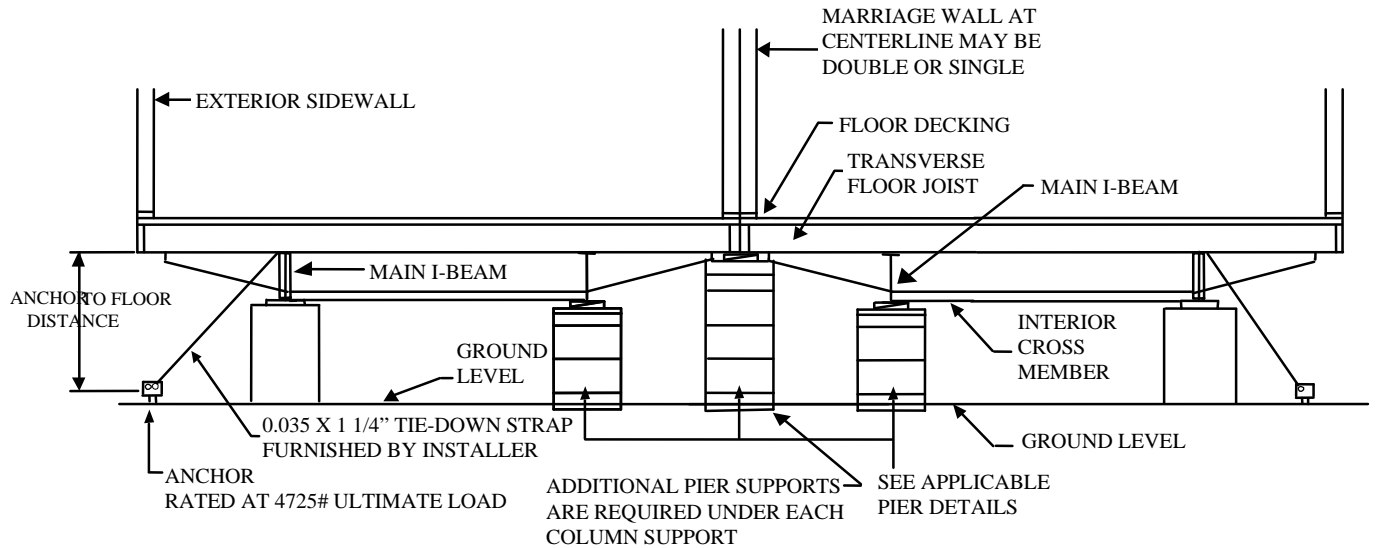 MARRIAGE WALL AT
CENTERLINE MAY BE
DOUBLE OR SINGLE
EXTERIOR SIDEWALL
FLOOR DECKING
TRANSVERSE
FLOOR JOIST
MAIN I-BEAM
MAIN I-BEAM
ANCHOR TO FLOOR
DISTANCE
INTERIOR
CROSS
MEMBER
GROUND
LEVEL
0.035 X 1 1/4” TIE-DOWN STRAP
FURNISHED BY INSTALLER
GROUND LEVEL
ANCHOR
RATED AT 4725# ULTIMATE LOAD
ADDITIONAL PIER SUPPORTS
ARE REQUIRED UNDER EACH
COLUMN SUPPORT
SEE APPLICABLE
PIER DETAILS